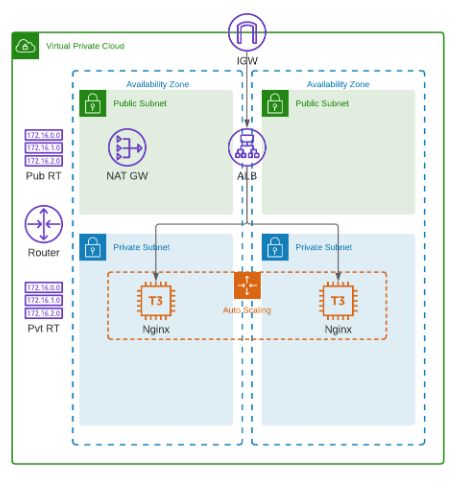 Virtual Private Cloud
IGW
Availability Zone
Availability Zone
Public Subnet
Public Subnet
172.16.0.0
172.16.1.0
172.16.2.0
Pub RT
NAT GW
ALB
Router
Private Subnet
Private Subnet
172.16.0.0
172.16.1.0
172.16.2.0
Pvt RT
T3
T3
Auto Scaling
Nginx
Nginx